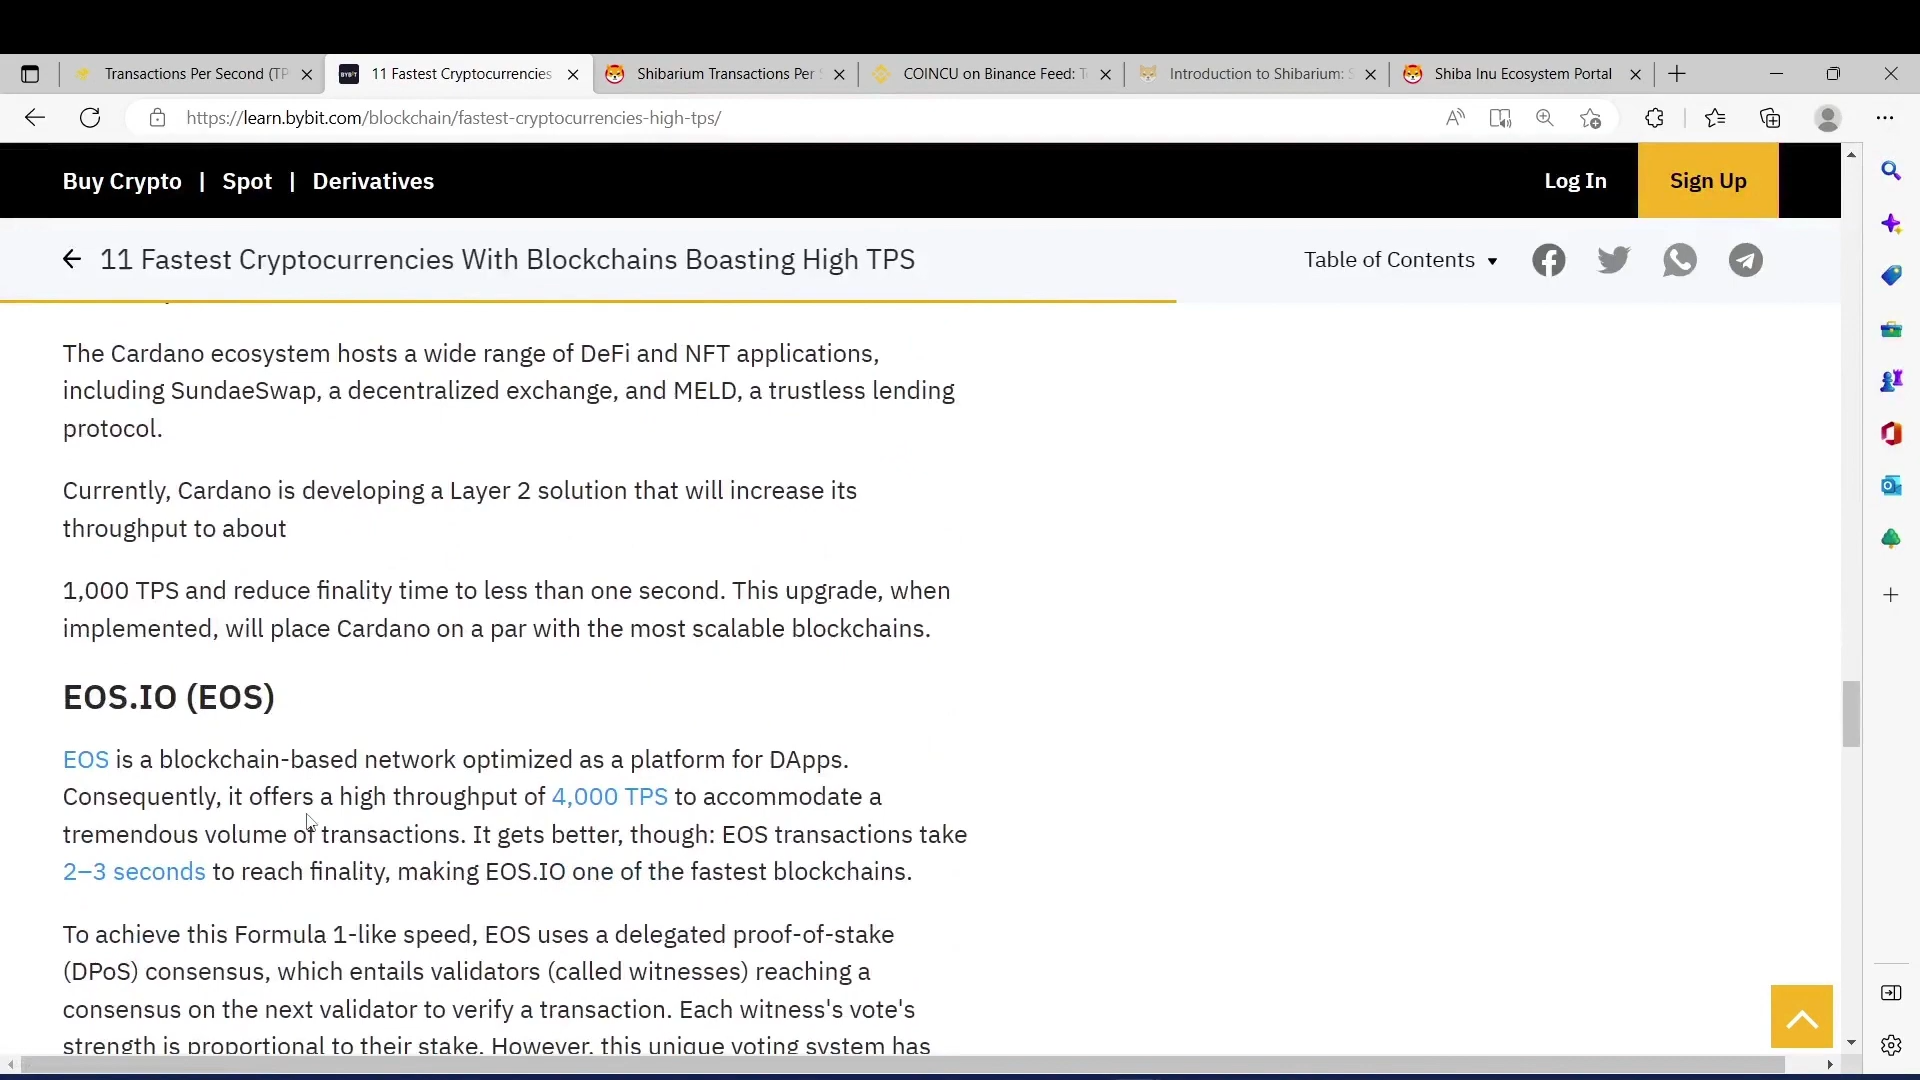 Transactions Per Second (TP
11 Fastest Cryptocurrencies
Shibarium Transactions Per S
COINCU on Binance Feed: T
Introduction to Shibarium: S
Shiba Inu Ecosystem Portal
https://learn.bybit.com/blockchain/fastest-cryptocurrencies-high-tps/
Buy Crypto | Spot | Derivatives
Log In
Sign Up
11 Fastest Cryptocurrencies With Blockchains Boasting High TPS
Table of Contents
The Cardano ecosystem hosts a wide range of DeFi and NFT applications,
including SundaeSwap, a decentralized exchange, and MELD, a trustless lending
protocol.
Currently, Cardano is developing a Layer 2 solution that will increase its
throughput to about
1,000 TPS and reduce finality time to less than one second. This upgrade, when
implemented, will place Cardano on a par with the most scalable blockchains.
EOS.IO (EOS)
EOS is a blockchain-based network optimized as a platform for DApps.
Consequently, it offers a high throughput of 4,000 TPS to accommodate a
tremendous volume of transactions. It gets better, though: EOS transactions take
2–3 seconds to reach finality, making EOS.IO one of the fastest blockchains.
To achieve this Formula 1-like speed, EOS uses a delegated proof-of-stake
(DPoS) consensus, which entails validators (called witnesses) reaching a
consensus on the next validator to verify a transaction. Each witness's vote's
strength is proportional to their stake. However, this unique voting system has